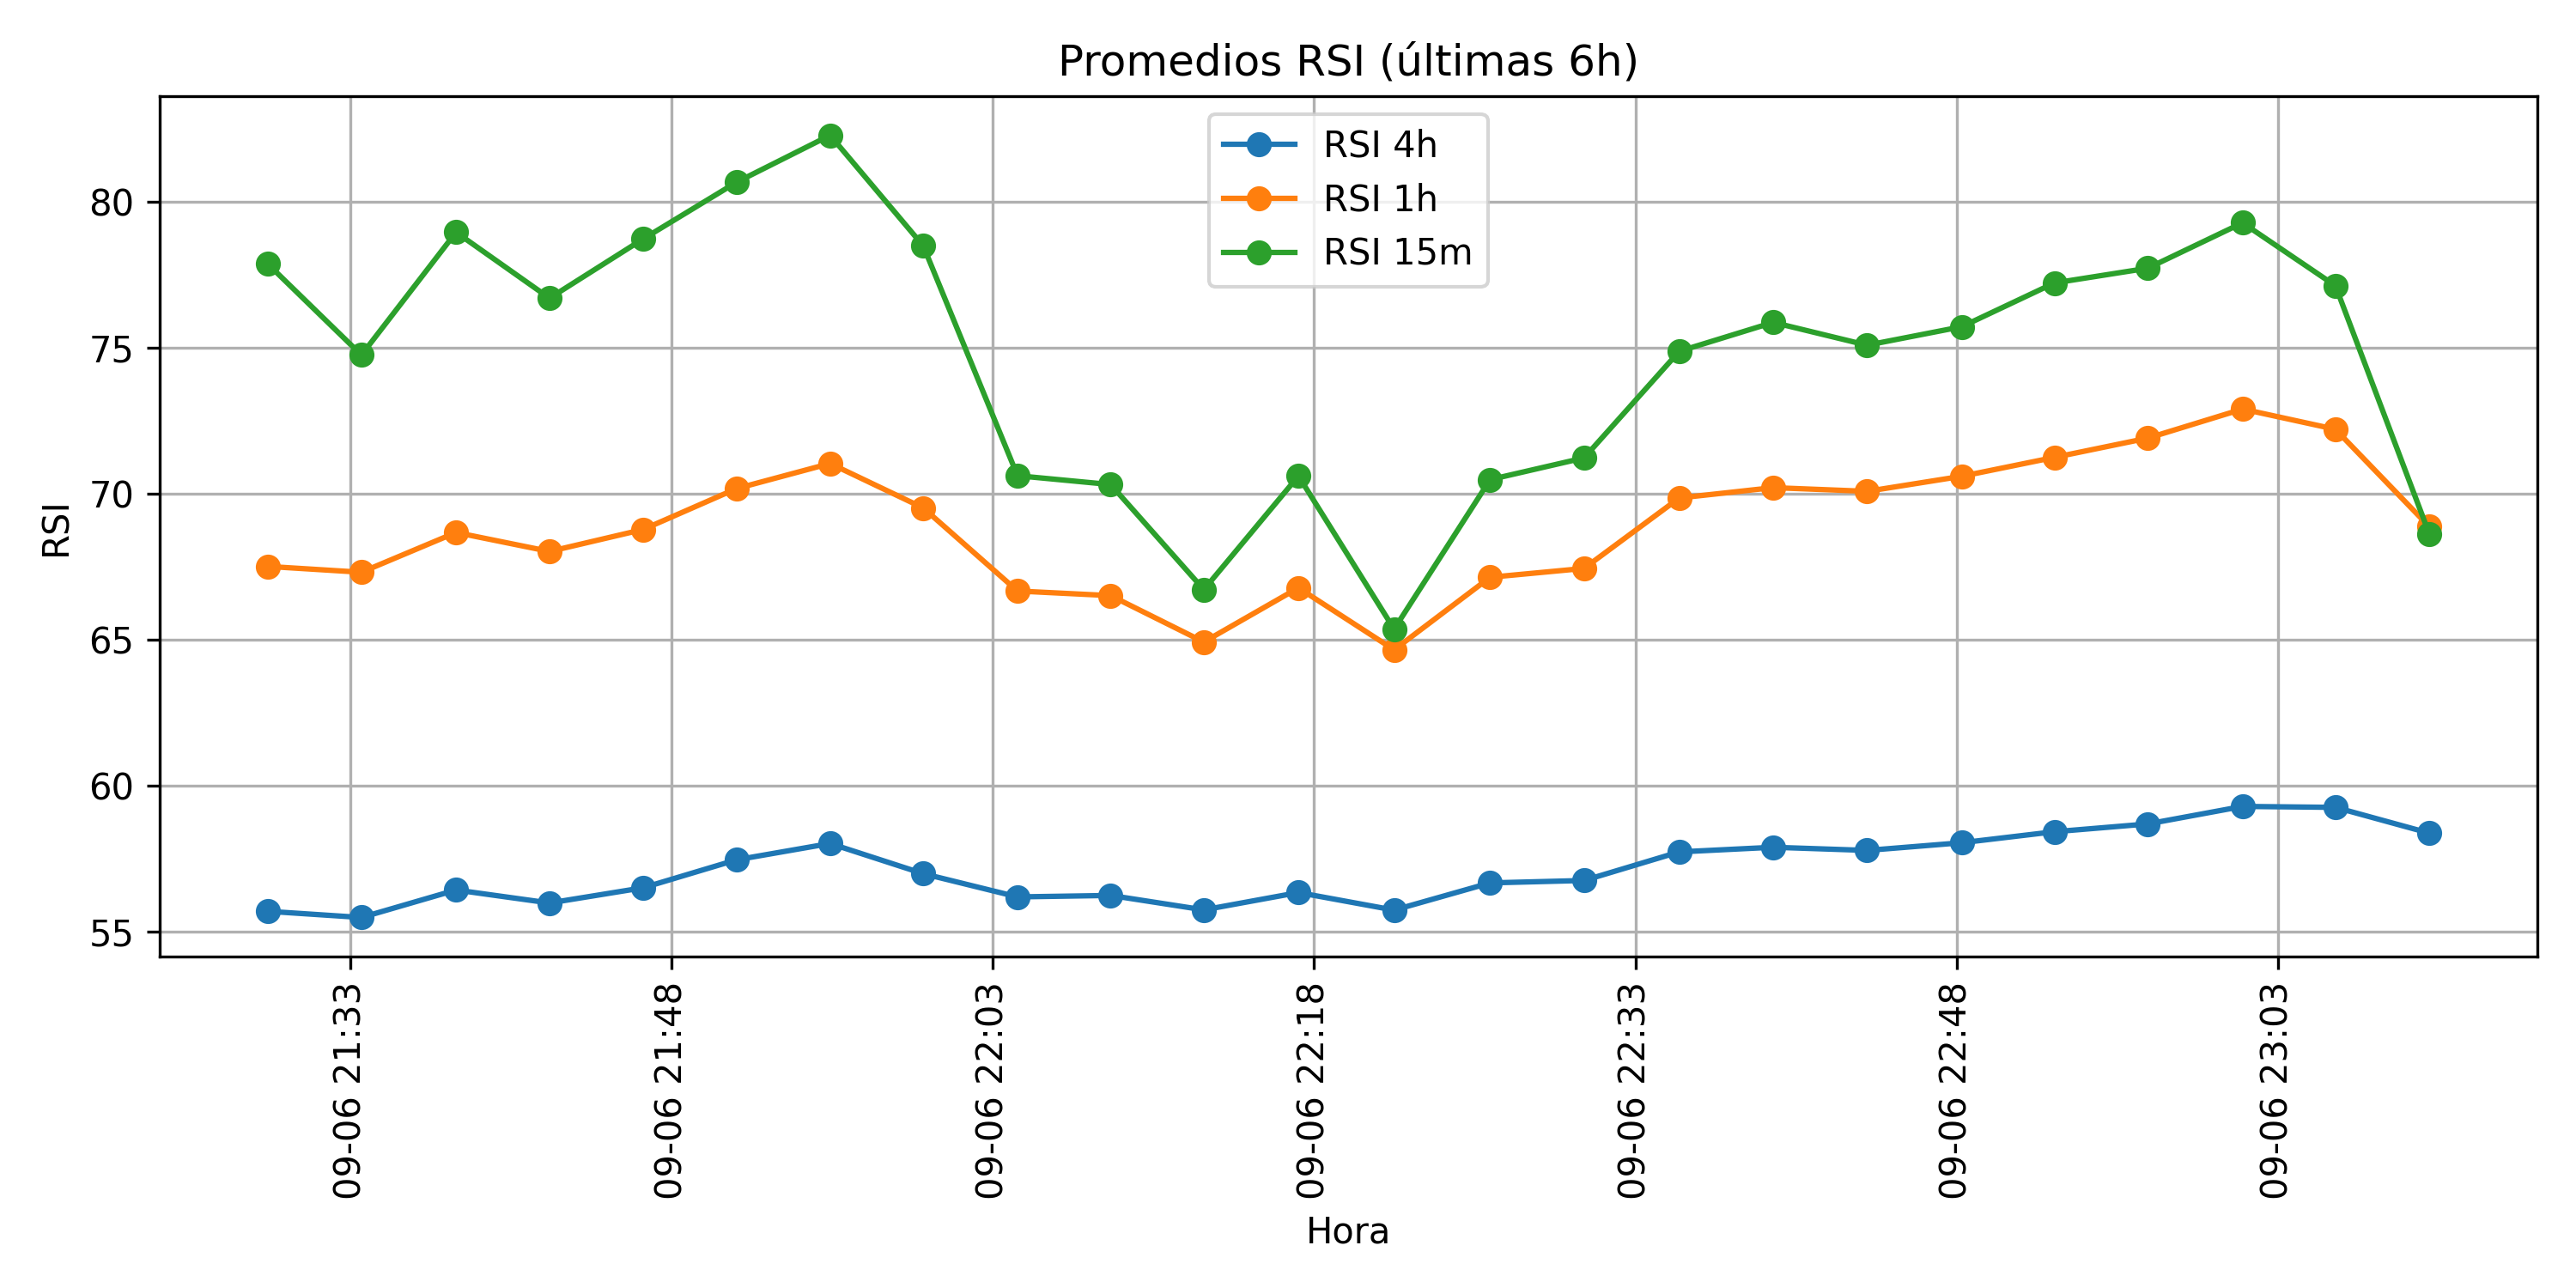 Promedios RSI (últimas 6h)
RSI 4h
RSI 1h
RSI 15m
RSI
80
75
70
65
60
55
09-06 21:33
09-06 21:48
09-06 22:03
09-06 22:18
09-06 22:33
09-06 22:48
09-06 23:03
Hora